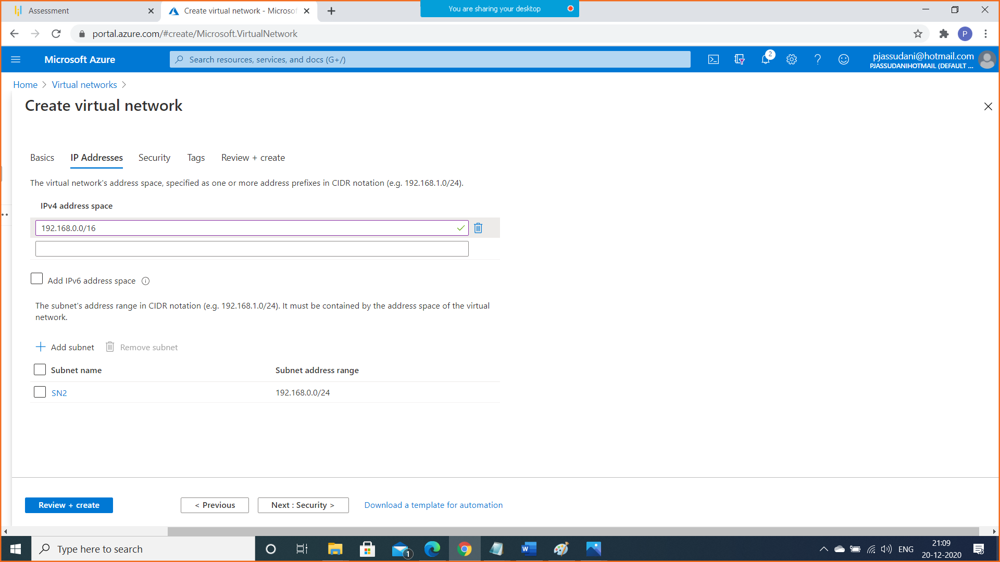 Assessment
Create virtual network - Microsof
You are sharing your desktop
portal.azure.com/#create/Microsoft.VirtualNetwork
P
Microsoft Azure
Search resources, services, and docs (G+/)
2
pjassudani@hotmail.com
PJASSUDANIHOTMAIL (DEFAULT ...
Home > Virtual networks >
Create virtual network
Basics IP Addresses Security Tags Review + create
The virtual network's address space, specified as one or more address prefixes in CIDR notation (e.g. 192.168.1.0/24).
IPv4 address space
192.168.0.0/16
Add IPv6 address space
The subnet's address range in CIDR notation (e.g. 192.168.1.0/24). It must be contained by the address space of the virtual
network.
+ Add subnet Remove subnet
Subnet name Subnet address range
SN2 192.168.0.0/24
Review + create < Previous Next : Security > Download a template for automation
Type here to search
1
ENG
21:09
20-12-2020